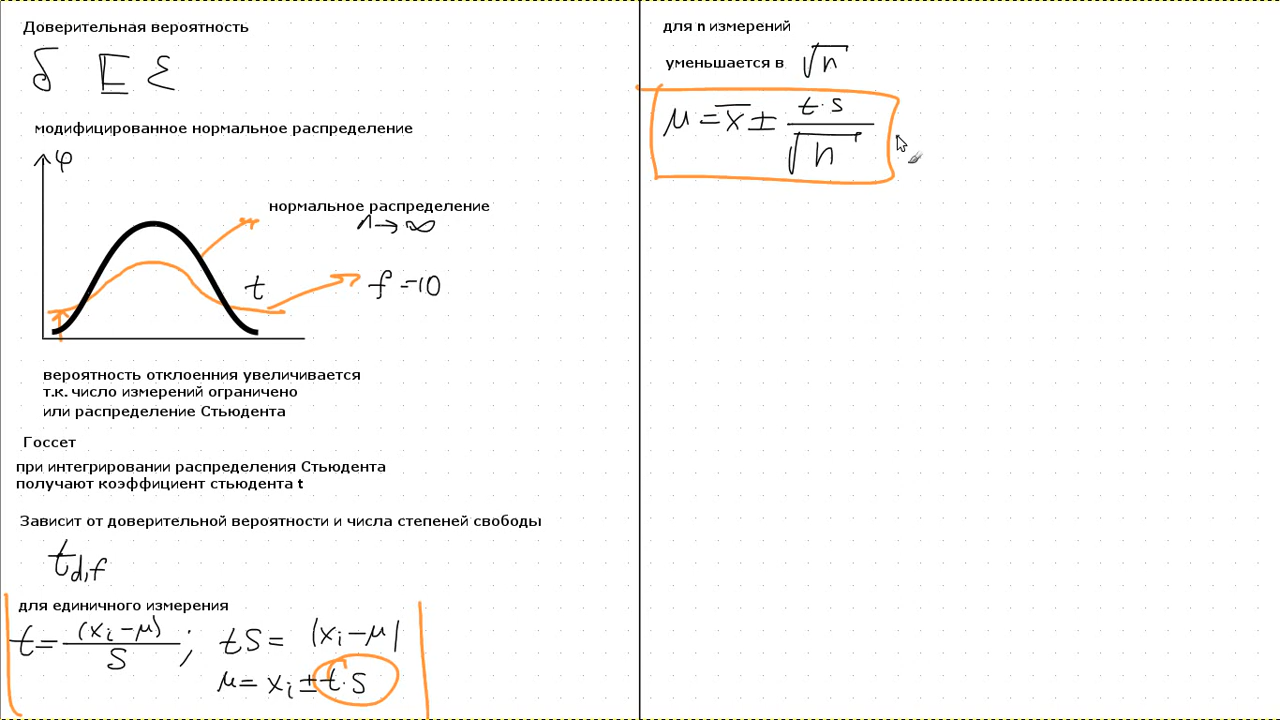 Доверительная вероятность
δ E ε
модифицированное нормальное распределение
φ
нормальное распределение
n → ∞
t
f = 10
вероятность отклоенния увеличивается
т.к. число измерений ограничено
или распределение Стьюдента
Госсет
при интегрировании распределения Стьюдента
получают коэффициент стьюдента t
Зависит от доверительной вероятности и числа степеней свободы
t d,f
для единичного измерения
t = (xi − μ) / S ; tS = |xi − μ|
μ = xi ± t·S
для n измерений
уменьшается в √n
μ = x̅ ± t·s / √n